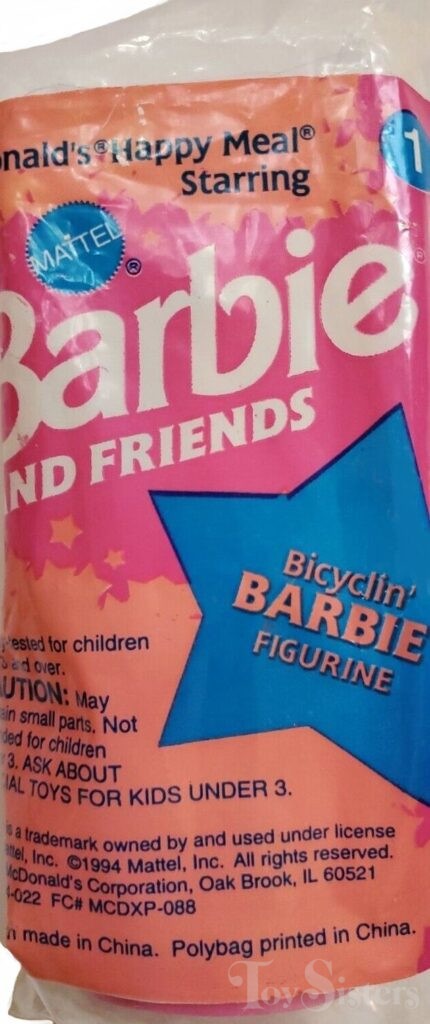 onald's® Happy Meal®
Starring
1
MATTEL®
Barbie®
ND FRIENDS
Bicyclin'
BARBIE
FIGURINE
ested for children
and over.
UTION: May
ain small parts. Not
ded for children
3. ASK ABOUT
IAL TOYS FOR KIDS UNDER 3.
is a trademark owned by and used under license
attel, Inc. ©1994 Mattel, Inc. All rights reserved.
McDonald's Corporation, Oak Brook, IL 60521
-022 FC# MCDXP-088
made in China. Polybag printed in China.
ToySisters